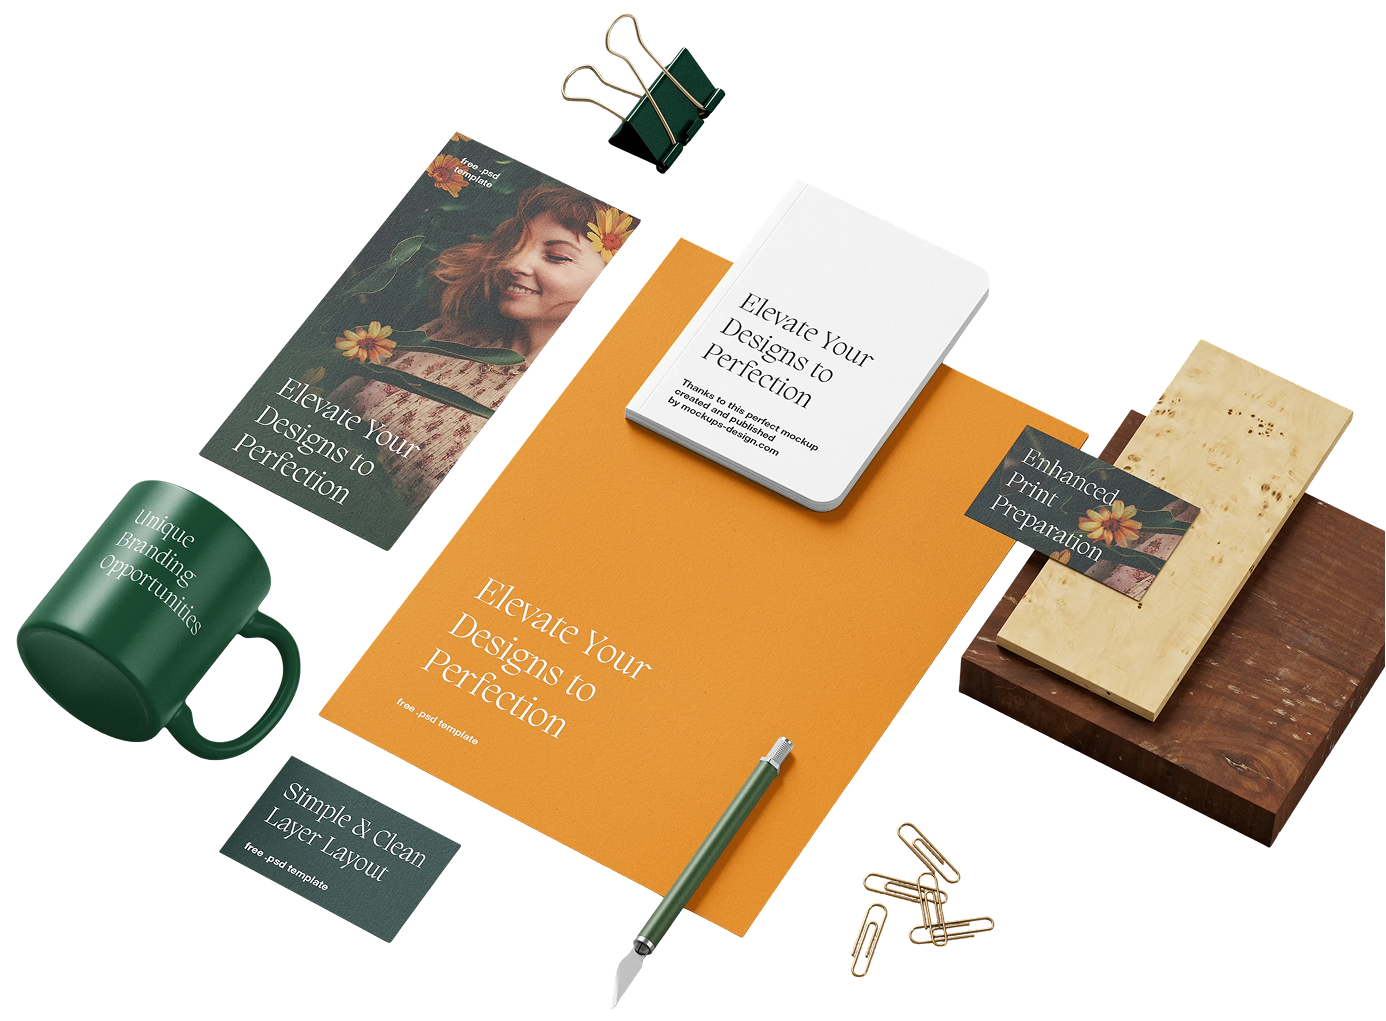 free .psd
template
Elevate Your
Designs to
Perfection
Elevate Your
Designs to
Perfection
Thanks to this perfect mockup
created and published
by mockups-design.com
Enhanced
Print
Preparation
Unique
Branding
Opportunities
Elevate Your
Designs to
Perfection
free .psd template
Simple & Clean
Layer Layout
free .psd template